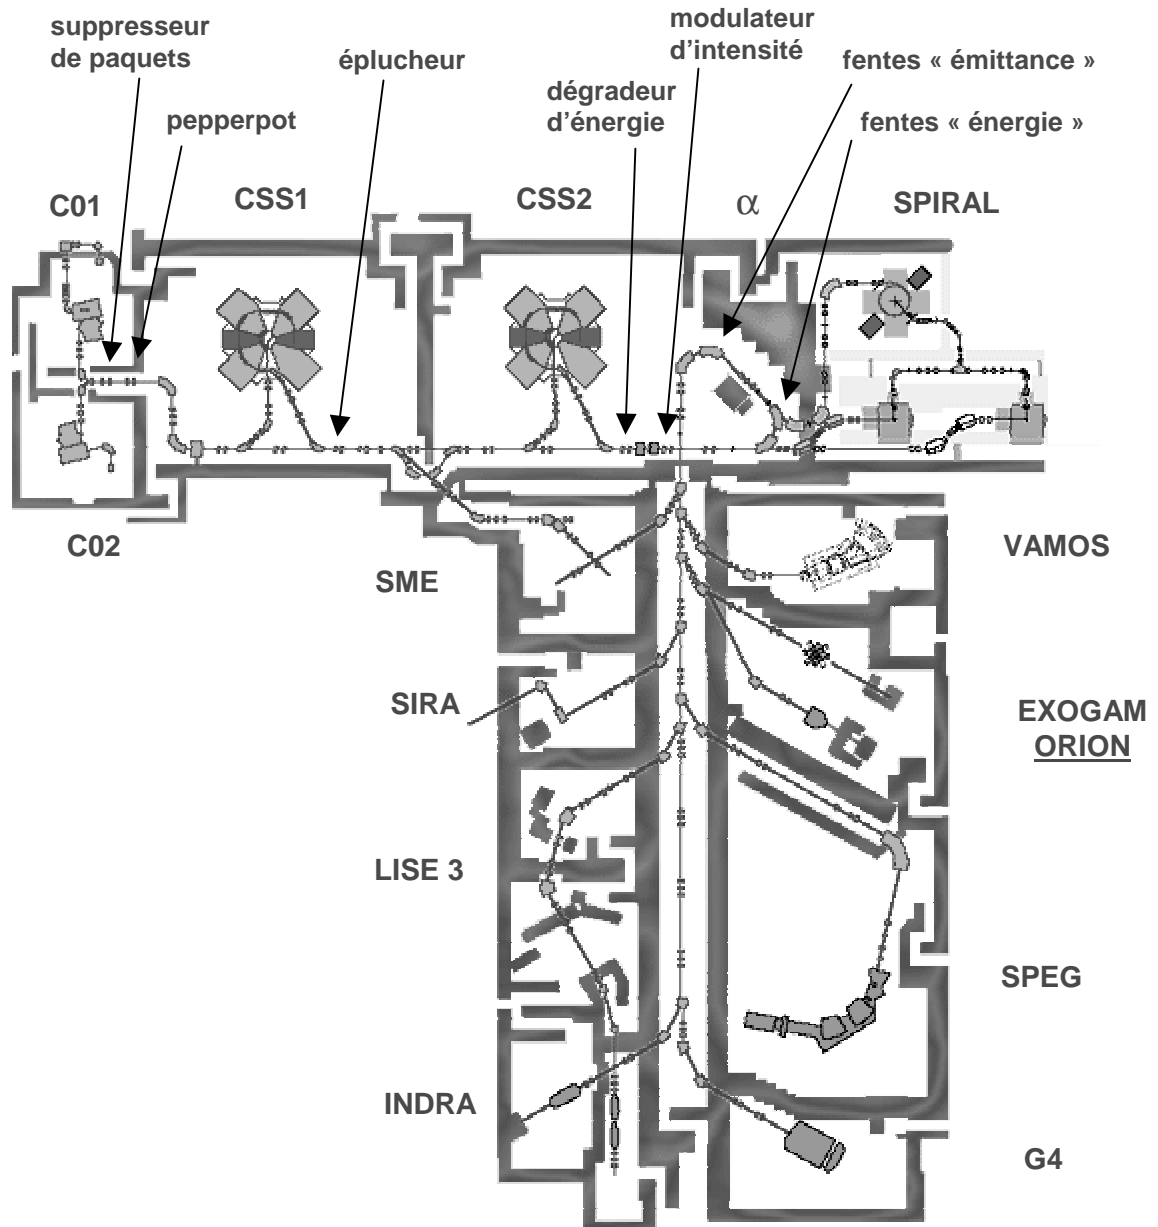 suppresseur
de paquets
éplucheur
modulateur
d'intensité
fentes « émittance »
dégradeur
d'énergie
fentes « énergie »
pepperpot
C01
CSS1
CSS2
α
SPIRAL
C02
SME
VAMOS
SIRA
EXOGAM
ORION
LISE 3
SPEG
INDRA
G4